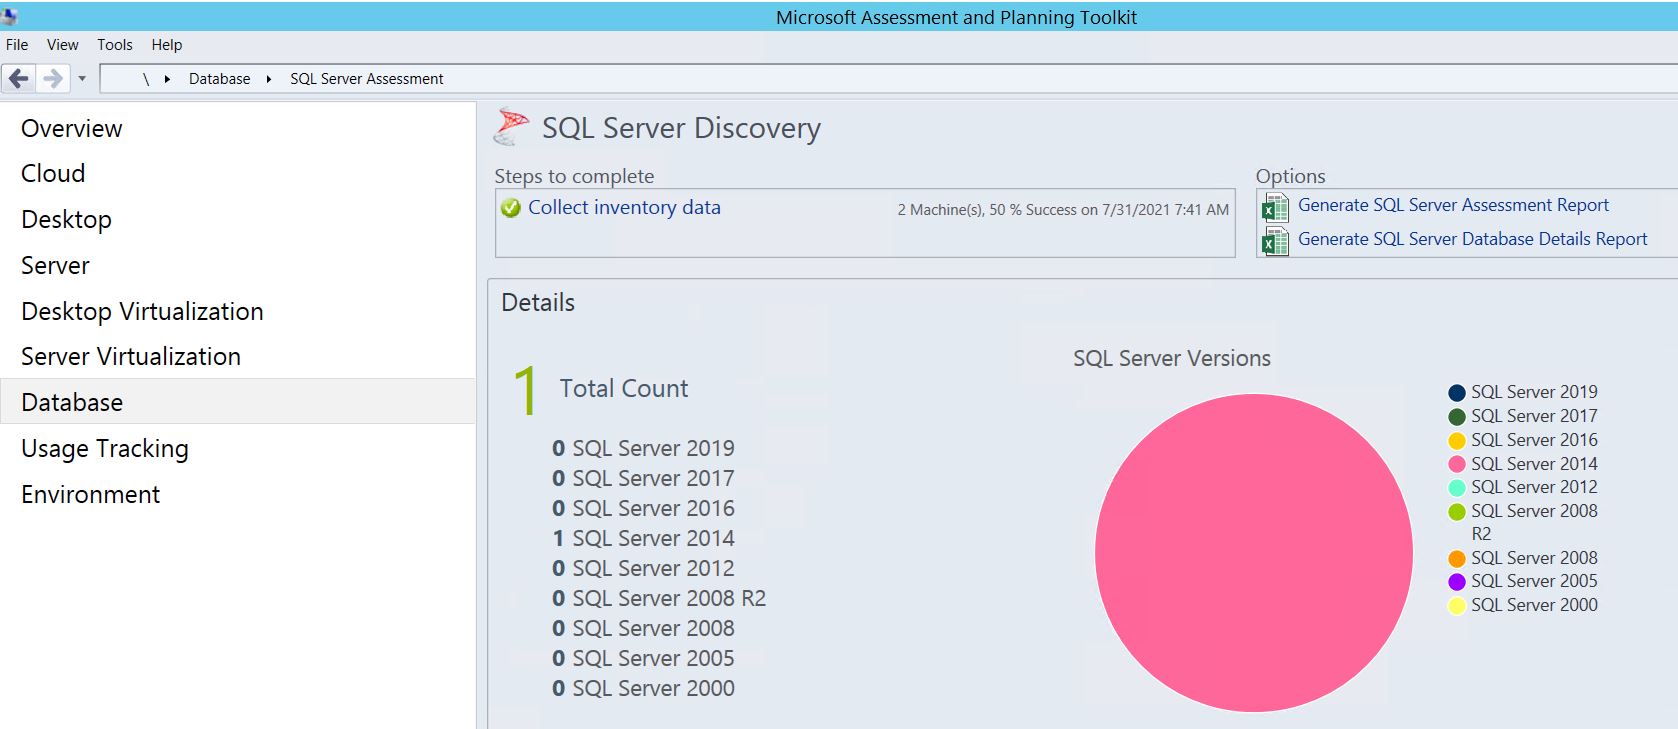 Microsoft Assessment and Planning Toolkit
File View Tools Help
\ Database SQL Server Assessment
Overview
Cloud
Desktop
Server
Desktop Virtualization
Server Virtualization
Database
Usage Tracking
Environment
SQL Server Discovery
Steps to complete
Collect inventory data 2 Machine(s), 50 % Success on 7/31/2021 7:41 AM
Options
Generate SQL Server Assessment Report
Generate SQL Server Database Details Report
Details
1 Total Count
0 SQL Server 2019
0 SQL Server 2017
0 SQL Server 2016
1 SQL Server 2014
0 SQL Server 2012
0 SQL Server 2008 R2
0 SQL Server 2008
0 SQL Server 2005
0 SQL Server 2000
SQL Server Versions
SQL Server 2019
SQL Server 2017
SQL Server 2016
SQL Server 2014
SQL Server 2012
SQL Server 2008
R2
SQL Server 2008
SQL Server 2005
SQL Server 2000